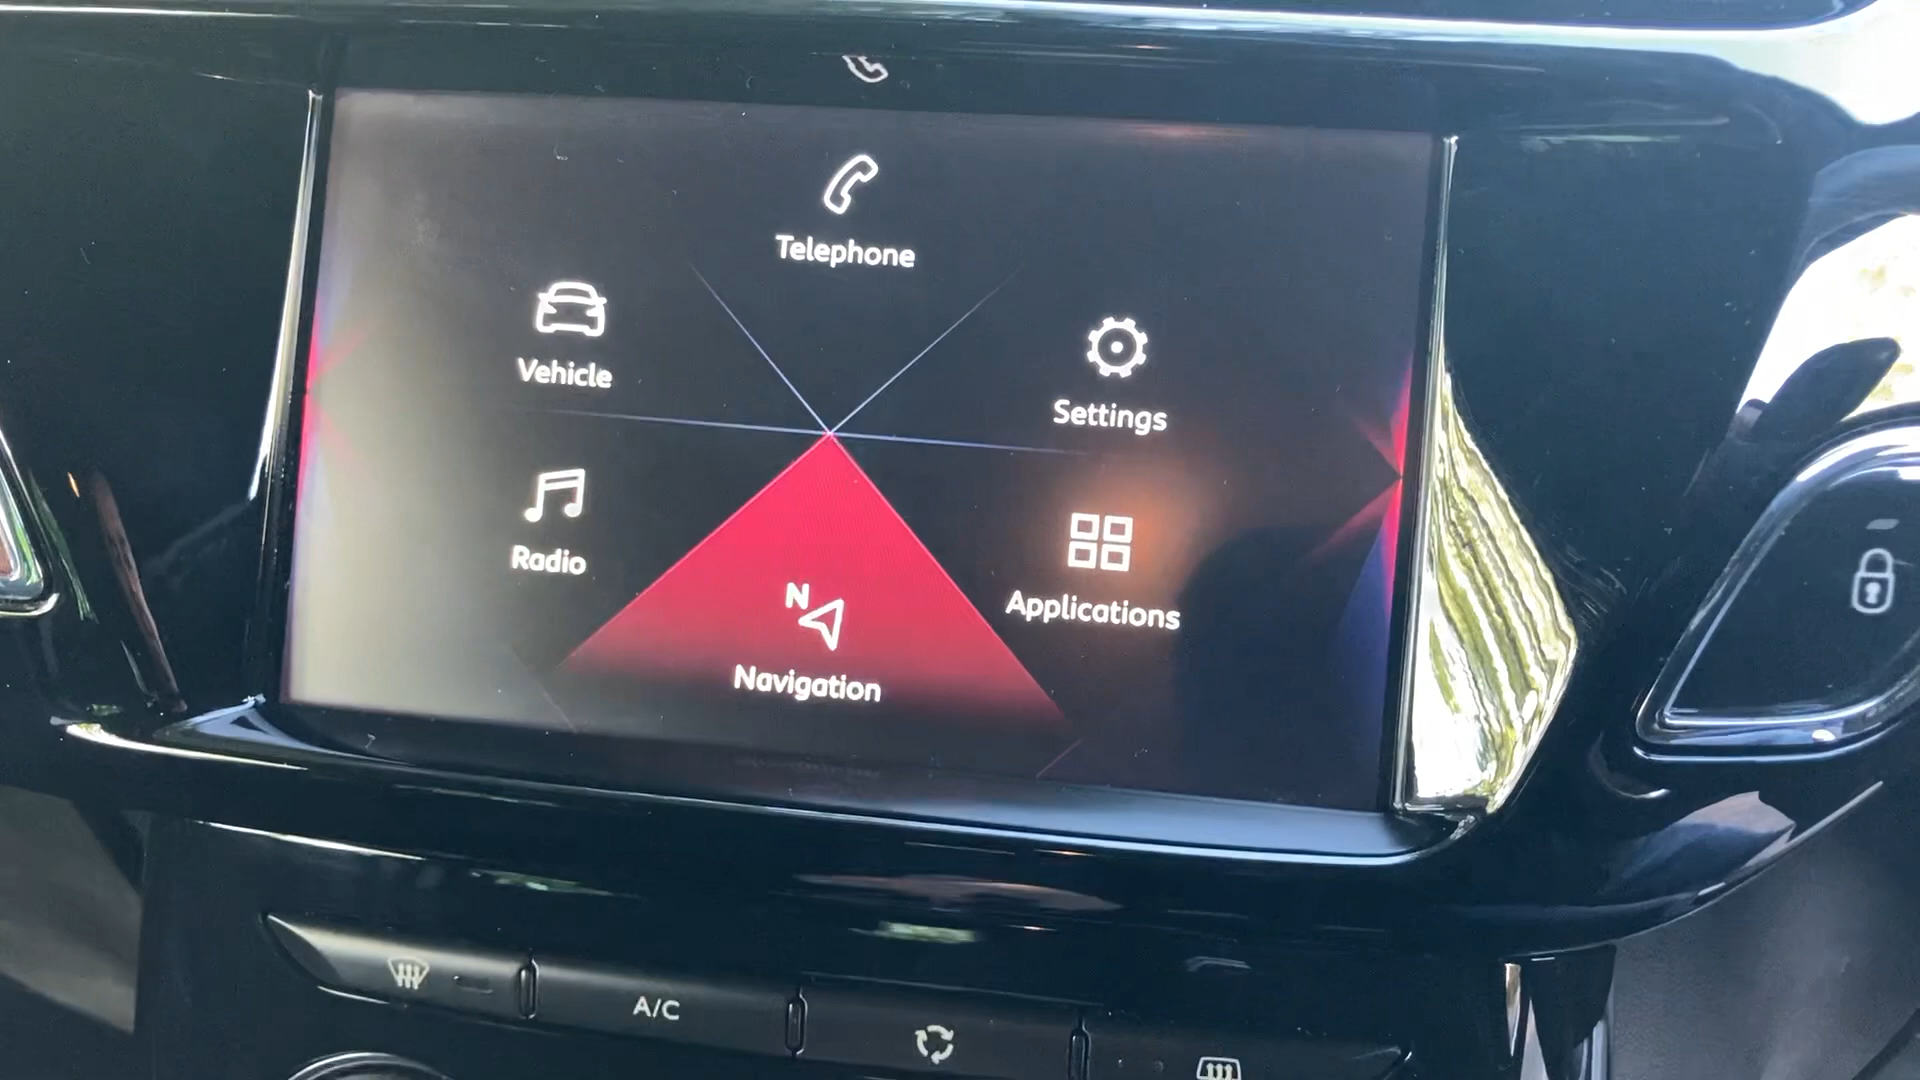 Telephone
Vehicle
Settings
Radio
Applications
N
Navigation
A/C